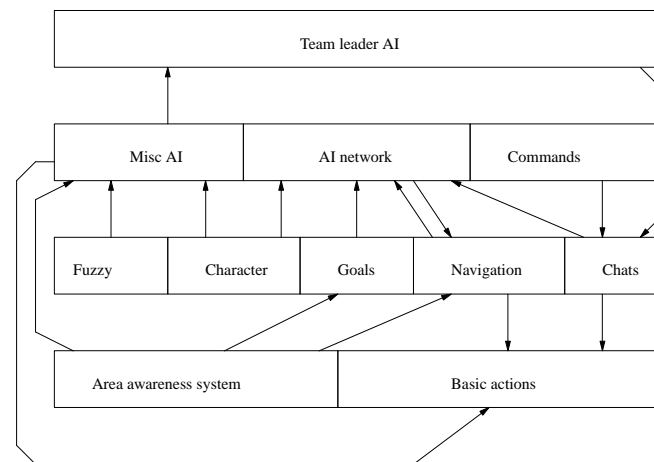 Team leader AI
Misc AI AI network Commands
Fuzzy Character Goals Navigation Chats
Area awareness system Basic actions